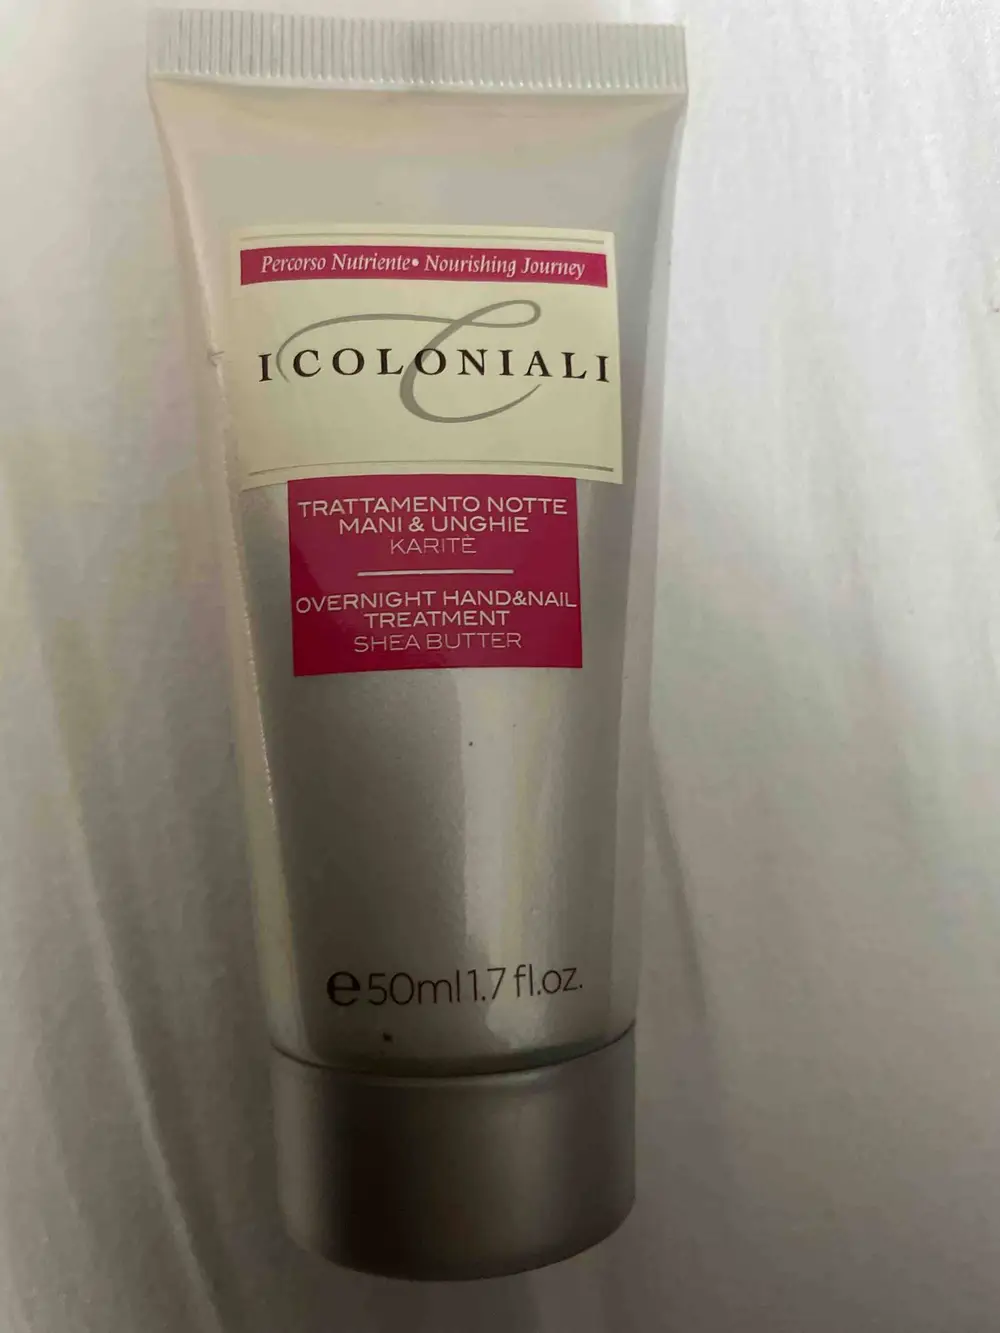 Percorso Nutriente• Nourishing Journey
I COLONIALI
TRATTAMENTO NOTTE
MANI & UNGHIE
KARITÈ
OVERNIGHT HAND&NAIL
TREATMENT
SHEA BUTTER
e 50ml 1.7 fl.oz.